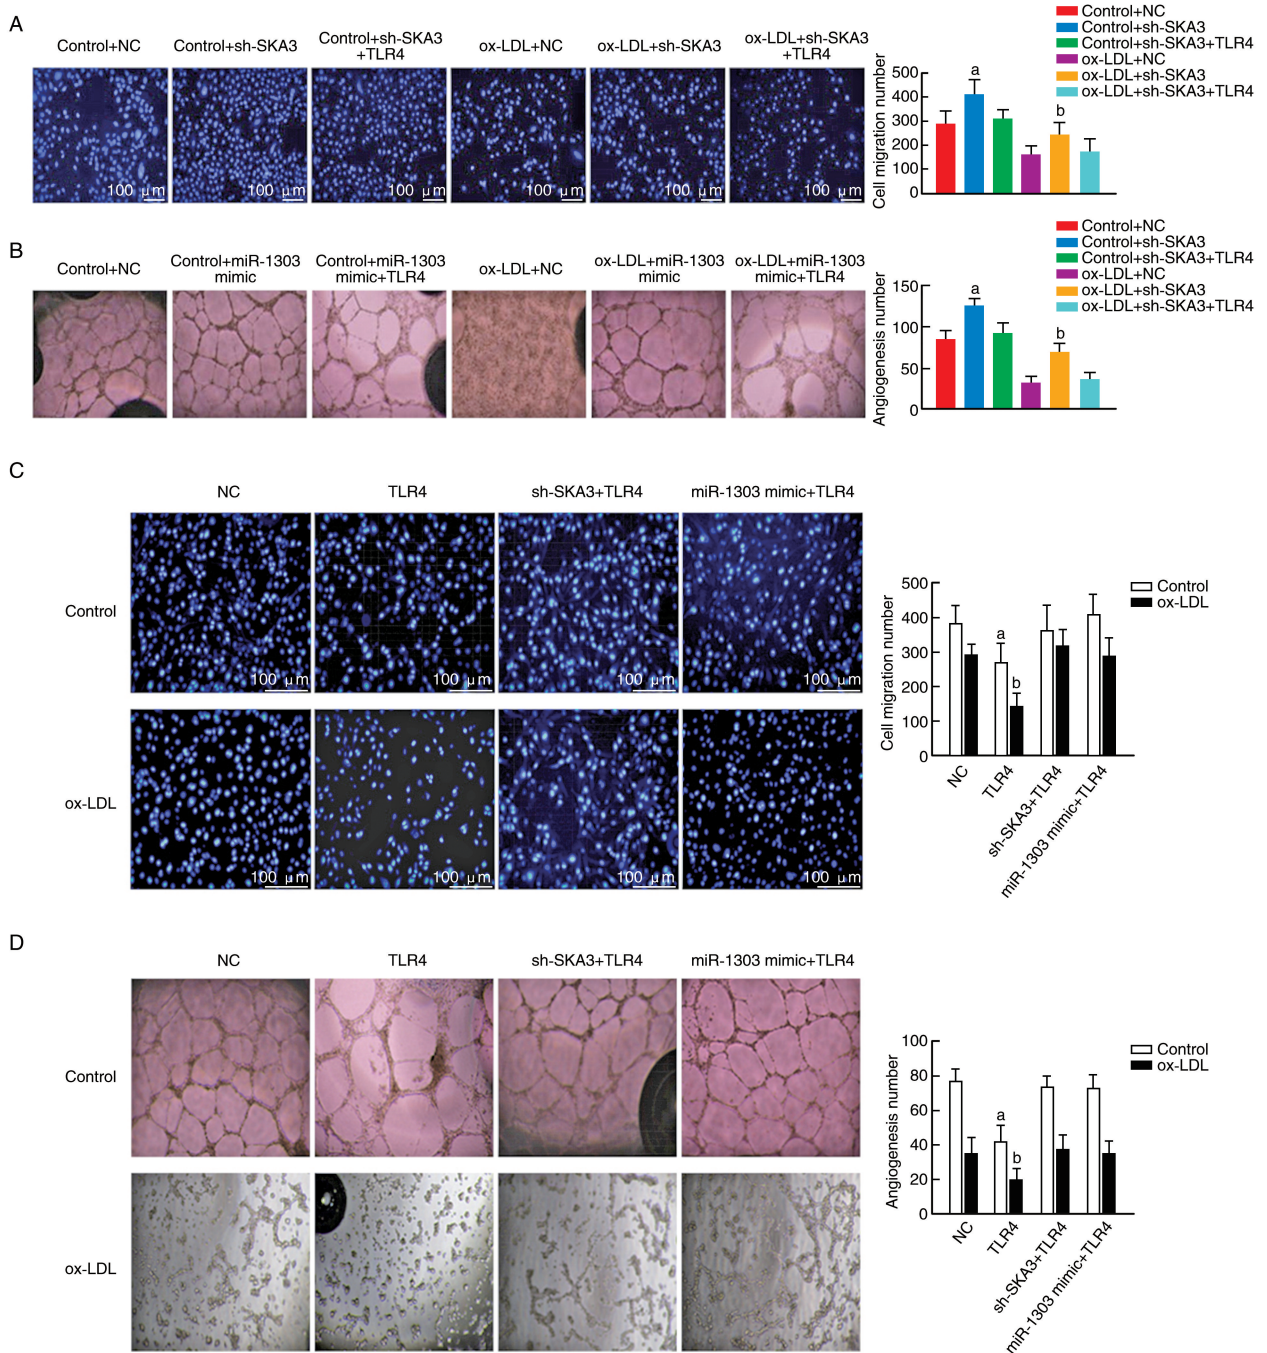 A
Control+NC
Control+sh-SKA3
Control+sh-SKA3
+TLR4
ox-LDL+NC
ox-LDL+sh-SKA3
ox-LDL+sh-SKA3
+TLR4
100 µm
100 µm
100 µm
100 µm
100 µm
100 µm
Cell migration number
500
400
300
200
100
0
a
b
Control+NC
Control+sh-SKA3
Control+sh-SKA3+TLR4
ox-LDL+NC
ox-LDL+sh-SKA3
ox-LDL+sh-SKA3+TLR4
B
Control+NC
Control+miR-1303
mimic
Control+miR-1303
mimic+TLR4
ox-LDL+NC
ox-LDL+miR-1303
mimic
ox-LDL+miR-1303
mimic+TLR4
Angiogenesis number
150
100
50
0
a
b
Control+NC
Control+sh-SKA3
Control+sh-SKA3+TLR4
ox-LDL+NC
ox-LDL+sh-SKA3
ox-LDL+sh-SKA3+TLR4
C
NC
TLR4
sh-SKA3+TLR4
miR-1303 mimic+TLR4
Control
100 µm
100 µm
100 µm
100 µm
ox-LDL
100 µm
100 µm
100 µm
100 µm
Cell migration number
500
400
300
200
100
0
a
b
Control
ox-LDL
NC
TLR4
sh-SKA3+TLR4
miR-1303 mimic+TLR4
D
NC
TLR4
sh-SKA3+TLR4
miR-1303 mimic+TLR4
Control
ox-LDL
Angiogenesis number
100
80
60
40
20
0
a
b
Control
ox-LDL
NC
TLR4
sh-SKA3+TLR4
miR-1303 mimic+TLR4